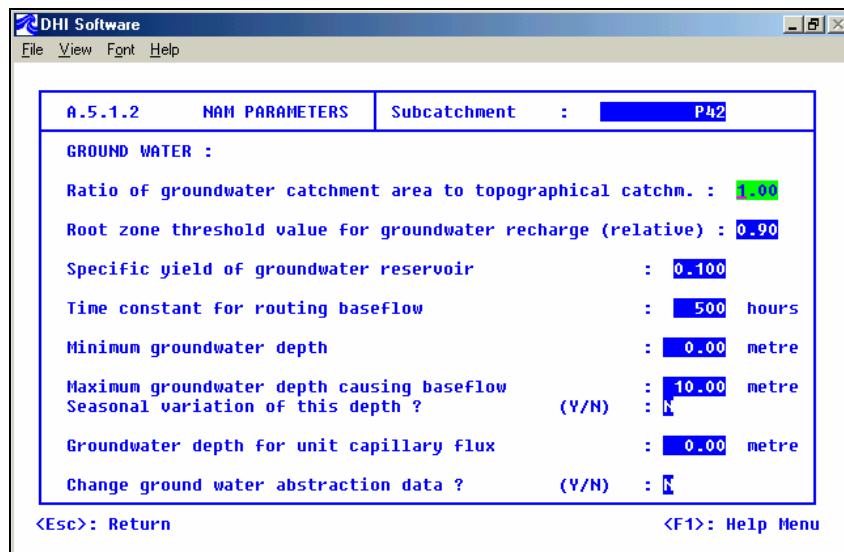 DHI Software
File View Font Help
A.5.1.2 NAM PARAMETERS Subcatchment : P42
GROUND WATER :
Ratio of groundwater catchment area to topographical catchm. : 1.00
Root zone threshold value for groundwater recharge (relative) : 0.90
Specific yield of groundwater reservoir : 0.100
Time constant for routing baseflow : 500 hours
Minimum groundwater depth : 0.00 metre
Maximum groundwater depth causing baseflow : 10.00 metre
Seasonal variation of this depth ? (Y/N) : N
Groundwater depth for unit capillary flux : 0.00 metre
Change ground water abstraction data ? (Y/N) : N
<Esc>: Return <F1>: Help Menu